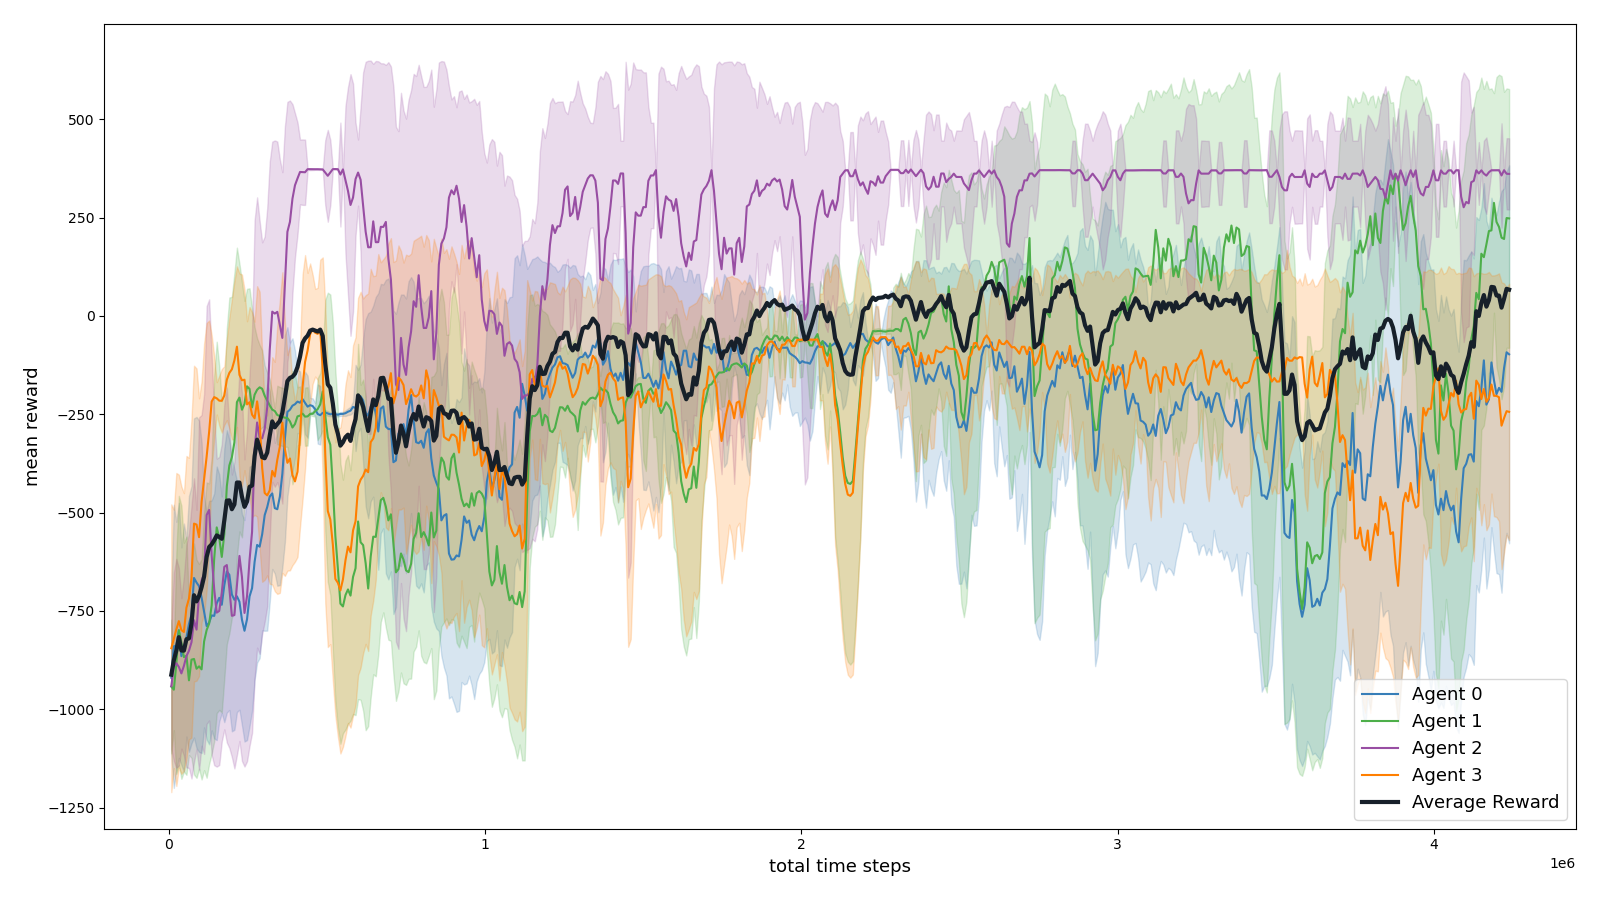 500
250
0
−250
−500
−750
−1000
−1250
mean reward
0
1
2
3
4
1e6
total time steps
Agent 0
Agent 1
Agent 2
Agent 3
Average Reward